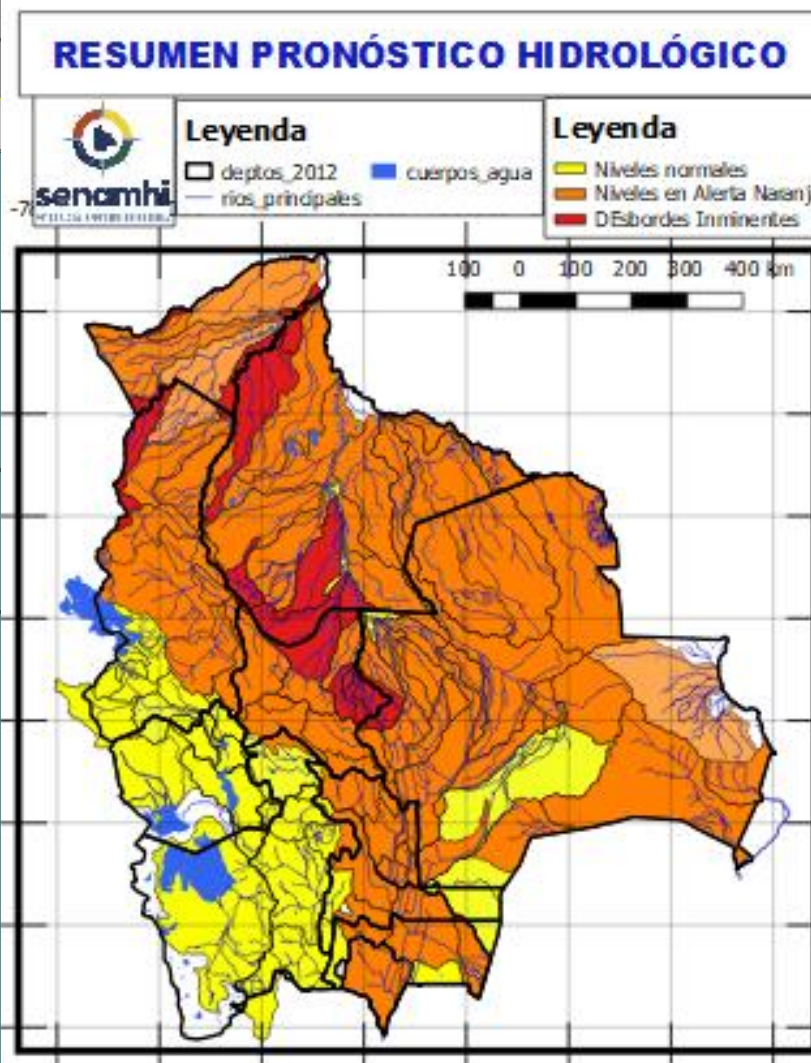 RESUMEN PRONÓSTICO HIDROLÓGICO
senamhi
Leyenda
deptos_2012
cuerpos_agua
rios_principales
Leyenda
Niveles normales
Niveles en Alerta Naranj
DEsbordes Inminentes
100 0 100 200 300 400 km